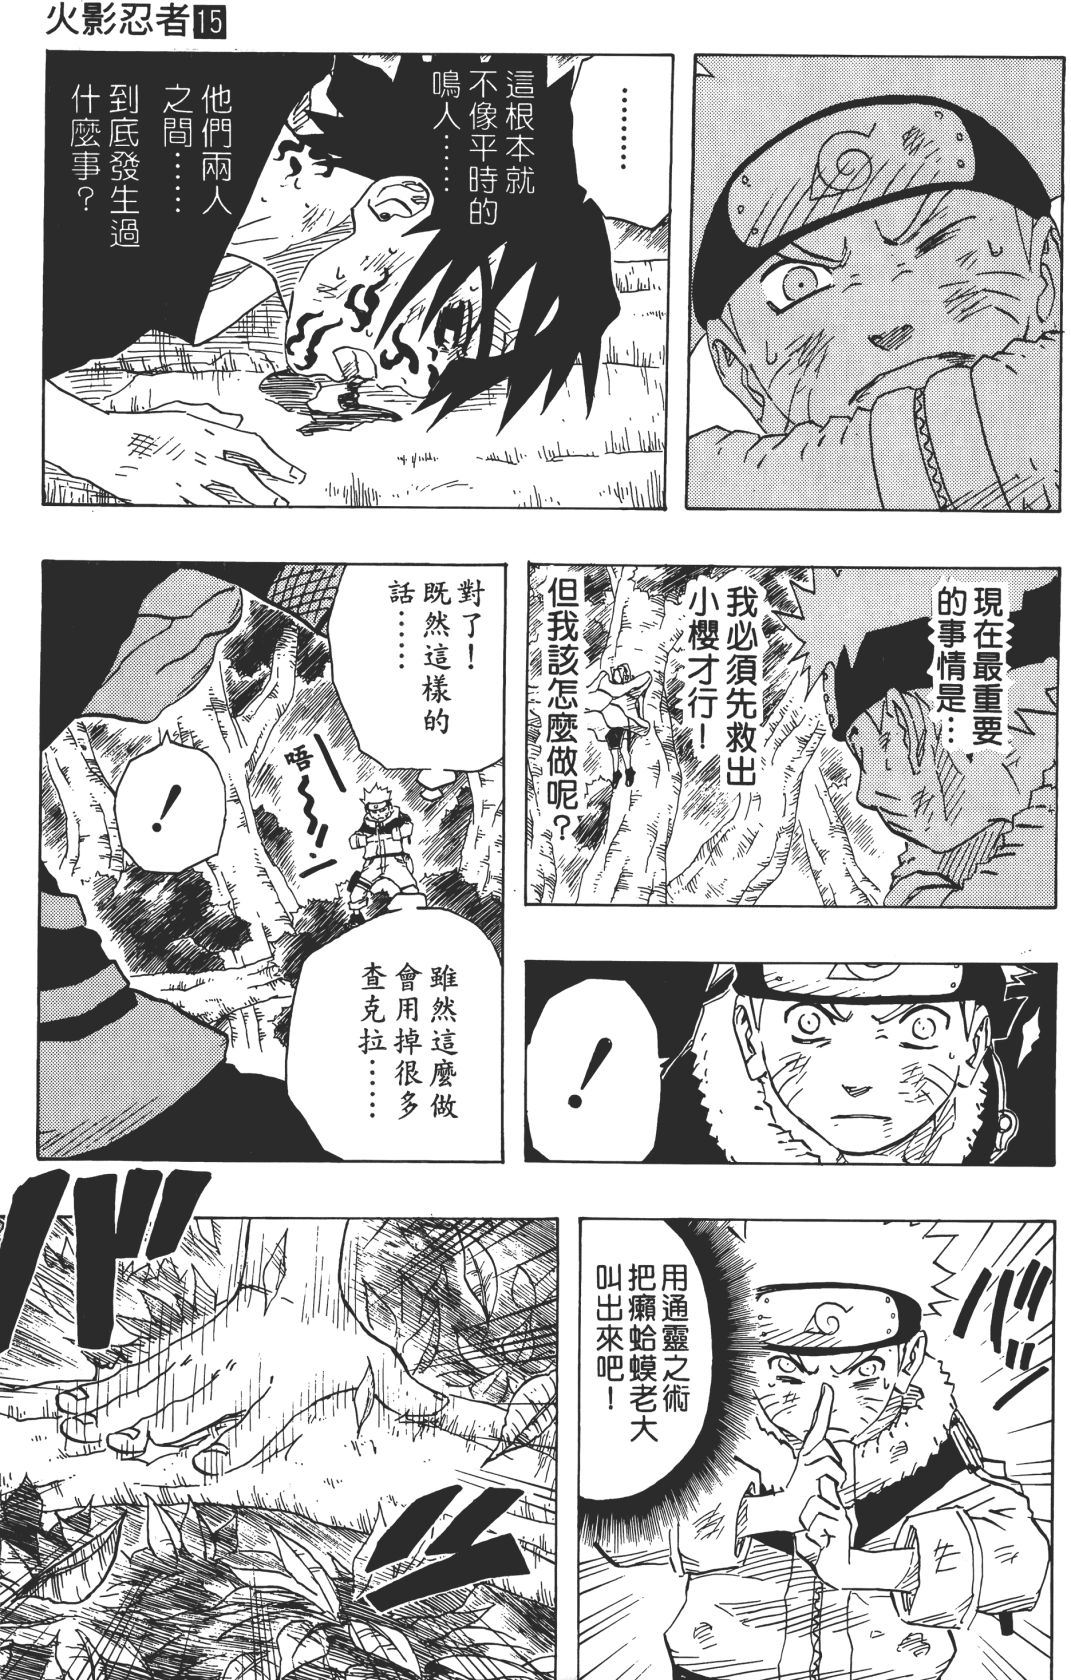 火影忍者15
………
這根本就
不像平時的
鳴人……
他們兩人
之間……
到底發生過
什麼事？
現在最重要
的事情是…
我必須先救出
小櫻才行！
但我該怎麼做呢？
對了！
既然這樣的
話……
唔～～
！
雖然這麼做
會用掉很多
查克拉……
！
用通靈之術
把癩蛤蟆老大
叫出來吧！
バッ